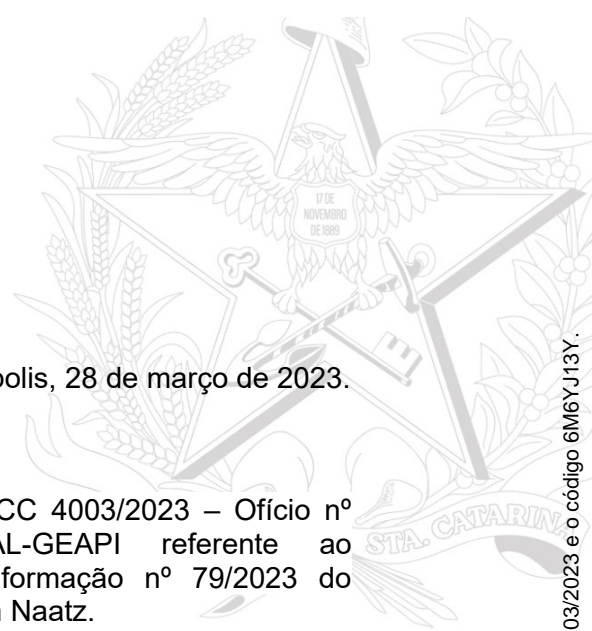 17 DE
NOVEMBRO
DE 1889
polis, 28 de março de 2023.
CC 4003/2023 – Ofício nº
AL-GEAPI referente ao
nformação nº 79/2023 do
n Naatz.
STA. CATARINA
03/2023 e o código 6M6YJ13Y.